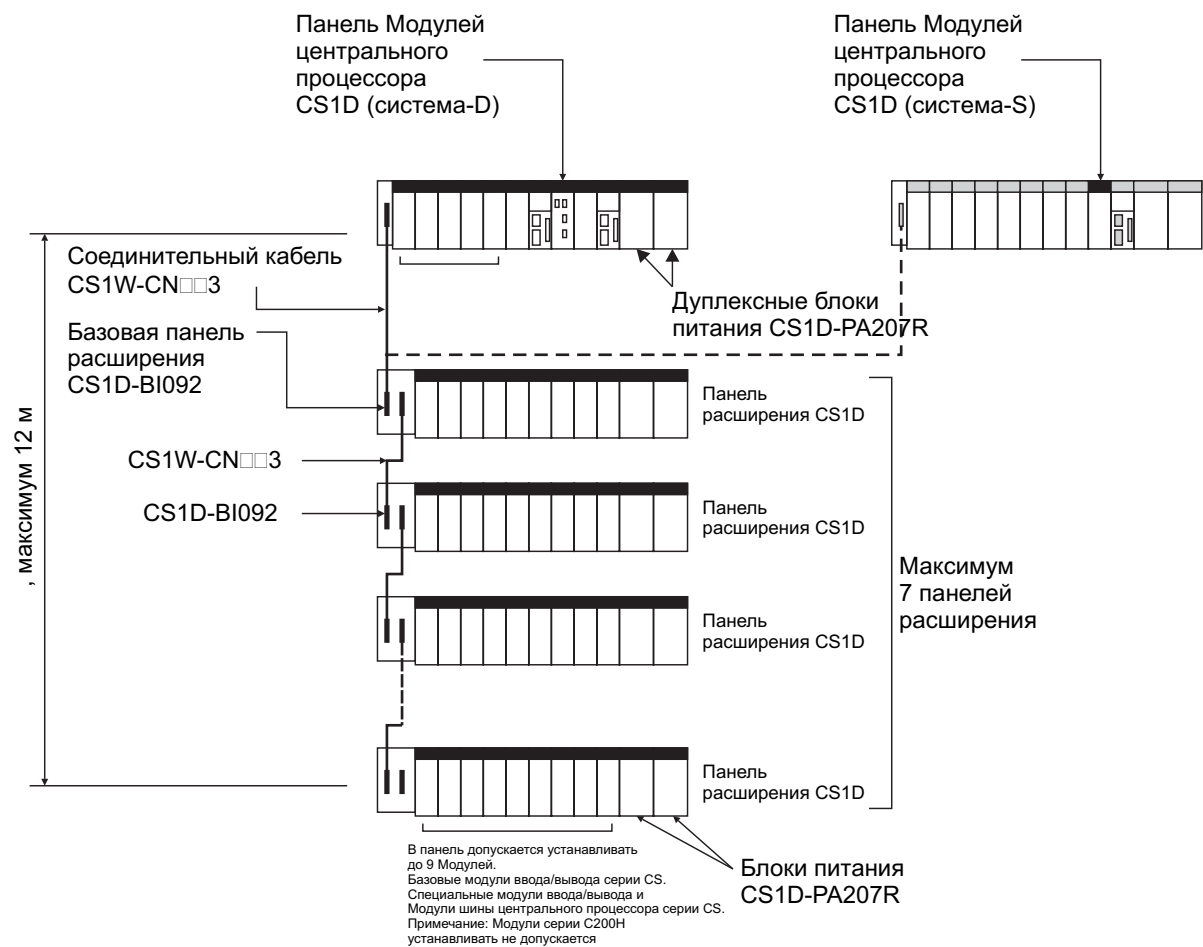 Панель Модулей
центрального
процессора
CS1D (система-D)
Панель Модулей
центрального
процессора
CS1D (система-S)
Соединительный кабель
CS1W-CN□□3
Дуплексные блоки
питания CS1D-PA207R
Базовая панель
расширения
CS1D-BI092
Панель
расширения CS1D
, максимум 12 м
CS1W-CN□□3
CS1D-BI092
Панель
расширения CS1D
Максимум
7 панелей
расширения
Панель
расширения CS1D
Панель
расширения CS1D
В панель допускается устанавливать
до 9 Модулей.
Базовые модули ввода/вывода серии CS.
Специальные модули ввода/вывода и
Модули шины центрального процессора серии CS.
Примечание: Модули серии C200H
устанавливать не допускается
Блоки питания
CS1D-PA207R